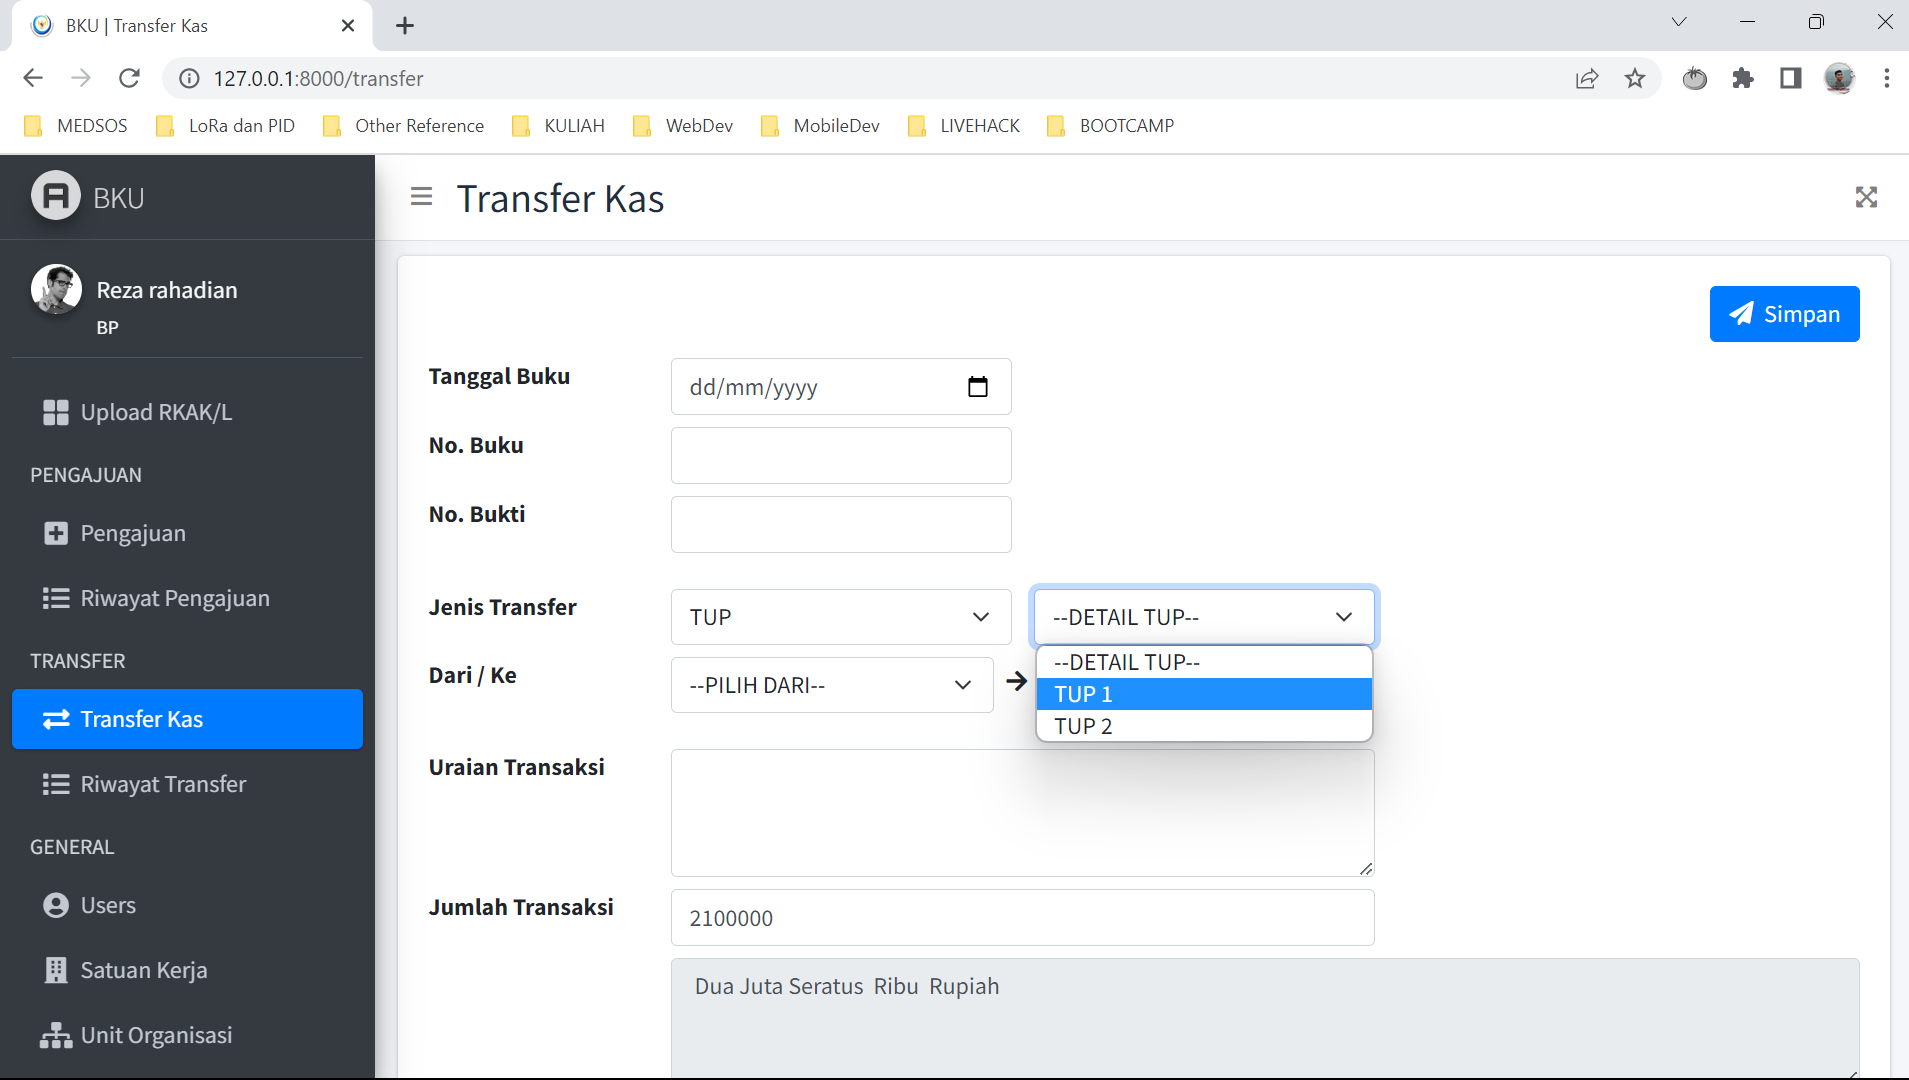 BKU | Transfer Kas
127.0.0.1:8000/transfer
MEDSOS LoRa dan PID Other Reference KULIAH WebDev MobileDev LIVEHACK BOOTCAMP
BKU
Transfer Kas
Reza rahadian
BP
Simpan
Upload RKAK/L
PENGAJUAN
Pengajuan
Riwayat Pengajuan
TRANSFER
Transfer Kas
Riwayat Transfer
GENERAL
Users
Satuan Kerja
Unit Organisasi
Tanggal Buku dd/mm/yyyy
No. Buku
No. Bukti
Jenis Transfer TUP --DETAIL TUP--
--DETAIL TUP--
TUP 1
TUP 2
Dari / Ke --PILIH DARI--
Uraian Transaksi
Jumlah Transaksi 2100000
Dua Juta Seratus Ribu Rupiah